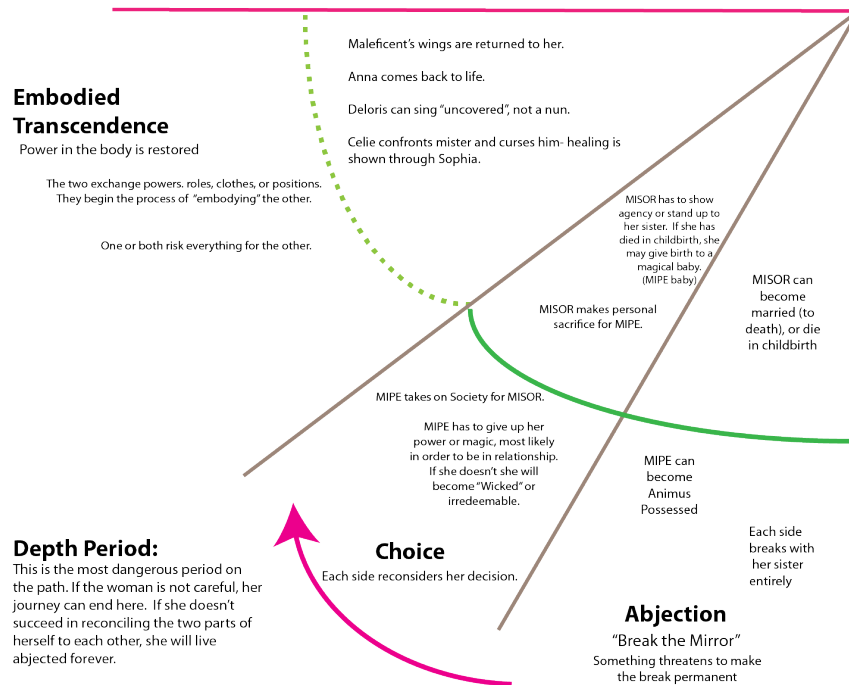 Maleficent's wings are returned to her.
Anna comes back to life.
Deloris can sing "uncovered", not a nun.
Celie confronts mister and curses him- healing is
shown through Sophia.
Embodied
Transcendence
Power in the body is restored
The two exchange powers. roles, clothes, or positions.
They begin the process of "embodying" the other.
One or both risk everything for the other.
MISOR has to show
agency or stand up to
her sister. If she has
died in childbirth, she
may give birth to a
magical baby.
(MIPE baby)
MISOR can
become
married (to
death), or die
in childbirth
MISOR makes personal
sacrifice for MIPE.
MIPE takes on Society for MISOR.
MIPE has to give up her
power or magic, most likely
in order to be in relationship.
If she doesn't she will
become "Wicked" or
irredeemable.
MIPE can
become
Animus
Possessed
Each side
breaks with
her sister
entirely
Depth Period:
This is the most dangerous period on
the path. If the woman is not careful, her
journey can end here. If she doesn't
succeed in reconciling the two parts of
herself to each other, she will live
abjected forever.
Choice
Each side reconsiders her decision.
Abjection
"Break the Mirror"
Something threatens to make
the break permanent